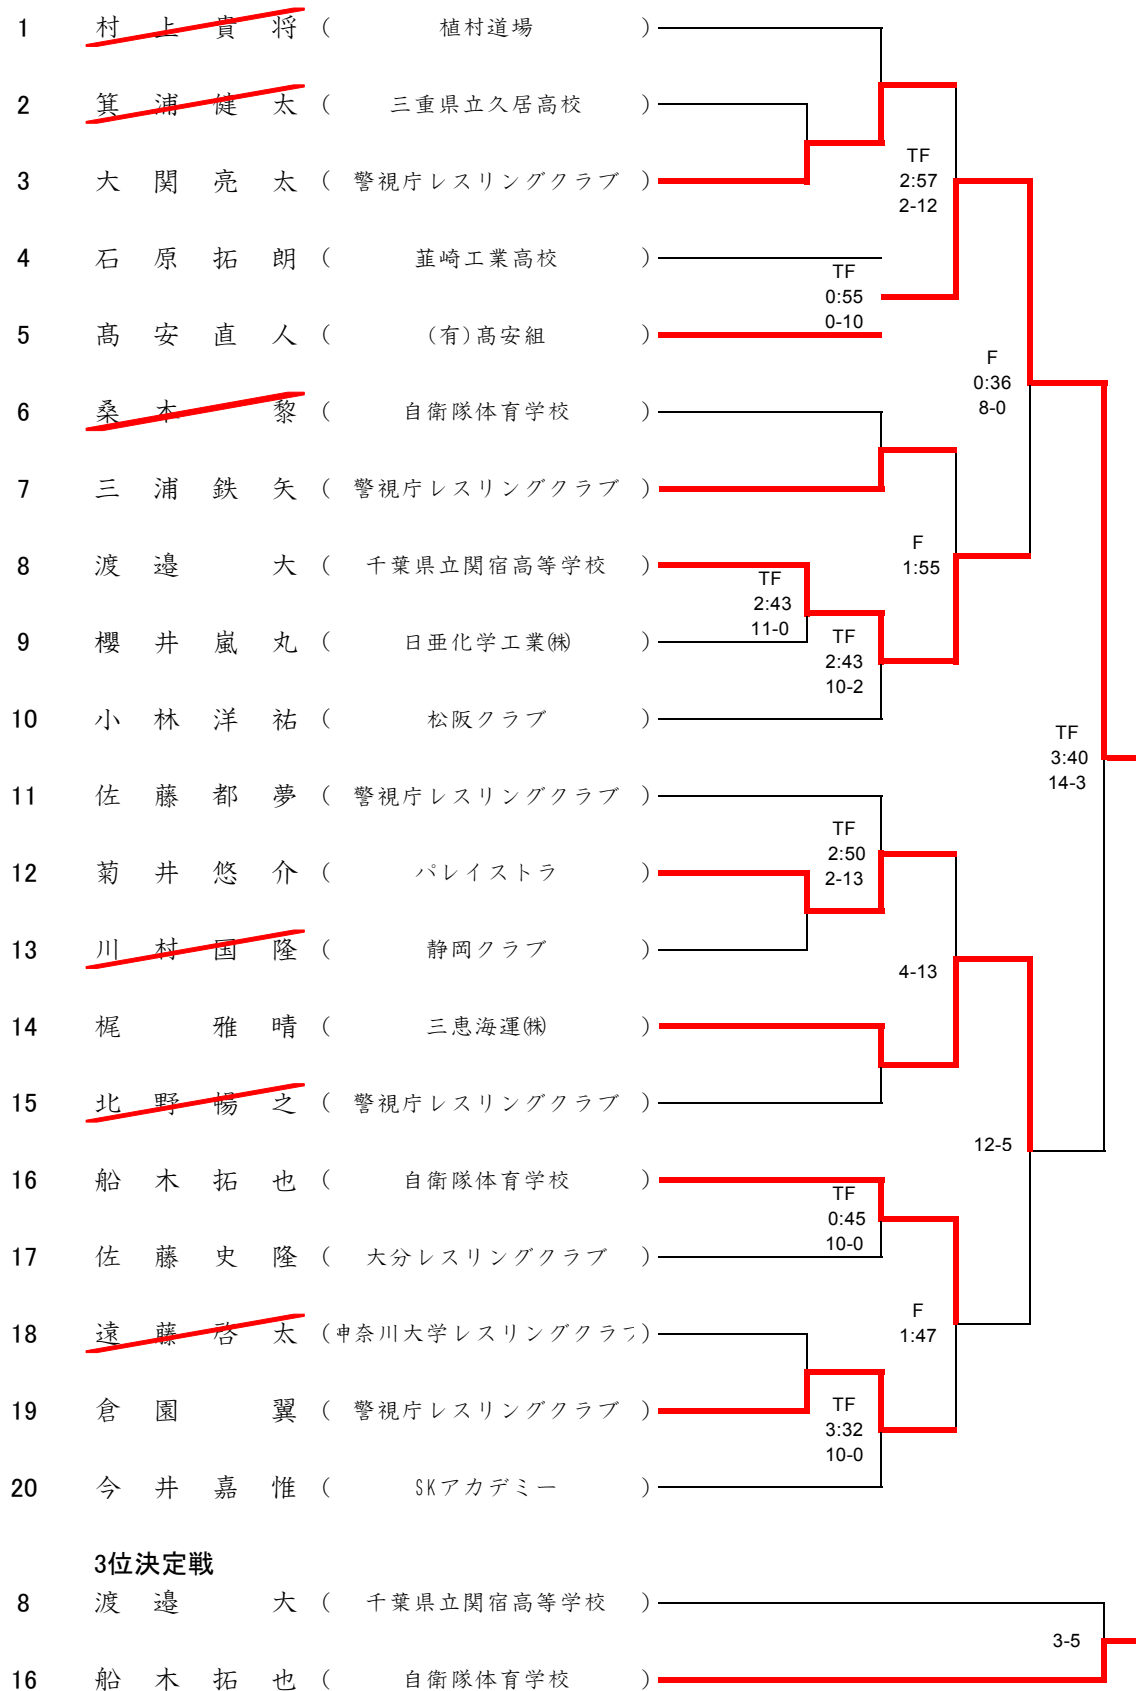 1 村上貴将 ( 植村道場 )
2 箕浦健太 ( 三重県立久居高校 )
3 大関亮太 ( 警視庁レスリングクラブ )
TF
2:57
2-12
4 石原拓朗 ( 韮崎工業高校 )
TF
0:55
0-10
5 髙安直人 ( (有)髙安組 )
F
0:36
8-0
6 桑本黎 ( 自衛隊体育学校 )
7 三浦鉄矢 ( 警視庁レスリングクラブ )
F
1:55
8 渡邉大 ( 千葉県立関宿高等学校 )
TF
2:43
11-0
9 櫻井嵐丸 ( 日亜化学工業㈱ )
TF
2:43
10-2
10 小林洋祐 ( 松阪クラブ )
TF
3:40
14-3
11 佐藤都夢 ( 警視庁レスリングクラブ )
TF
2:50
2-13
12 菊井悠介 ( パレイストラ )
13 川村国隆 ( 静岡クラブ )
4-13
14 梶雅晴 ( 三恵海運㈱ )
15 北野暢之 ( 警視庁レスリングクラブ )
12-5
16 船木拓也 ( 自衛隊体育学校 )
TF
0:45
10-0
17 佐藤史隆 ( 大分レスリングクラブ )
F
1:47
18 遠藤啓太 (神奈川大学レスリングクラブ)
19 倉園翼 ( 警視庁レスリングクラブ )
TF
3:32
10-0
20 今井嘉惟 ( SKアカデミー )
3位決定戦
8 渡邉大 ( 千葉県立関宿高等学校 )
3-5
16 船木拓也 ( 自衛隊体育学校 )